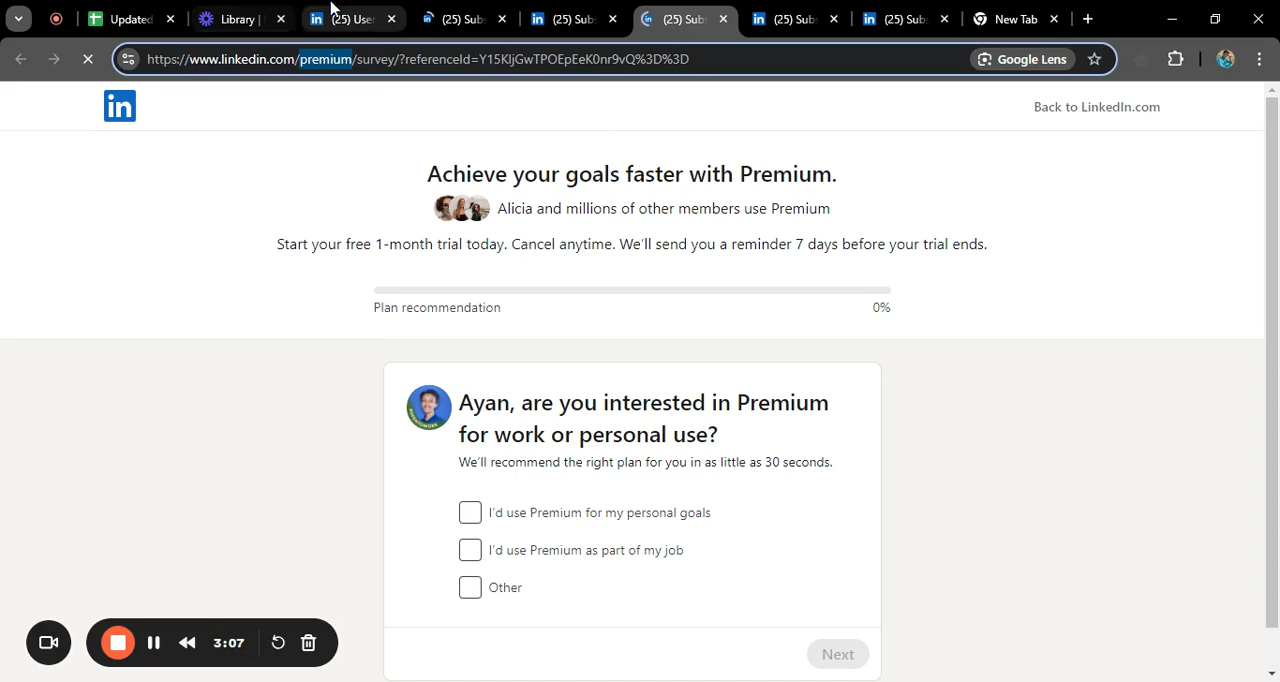 Updated
Library |
(25) User
(25) Subs
(25) Subs
(25) Subs
(25) Subs
(25) Subs
New Tab
https://www.linkedin.com/premium/survey/?referenceId=Y15KljGwTPOEpEeK0nr9vQ%3D%3D
Google Lens
in
Back to LinkedIn.com
Achieve your goals faster with Premium.
Alicia and millions of other members use Premium
Start your free 1-month trial today. Cancel anytime. We'll send you a reminder 7 days before your trial ends.
Plan recommendation
0%
Ayan, are you interested in Premium
for work or personal use?
We'll recommend the right plan for you in as little as 30 seconds.
I'd use Premium for my personal goals
I'd use Premium as part of my job
Other
3:07
Next